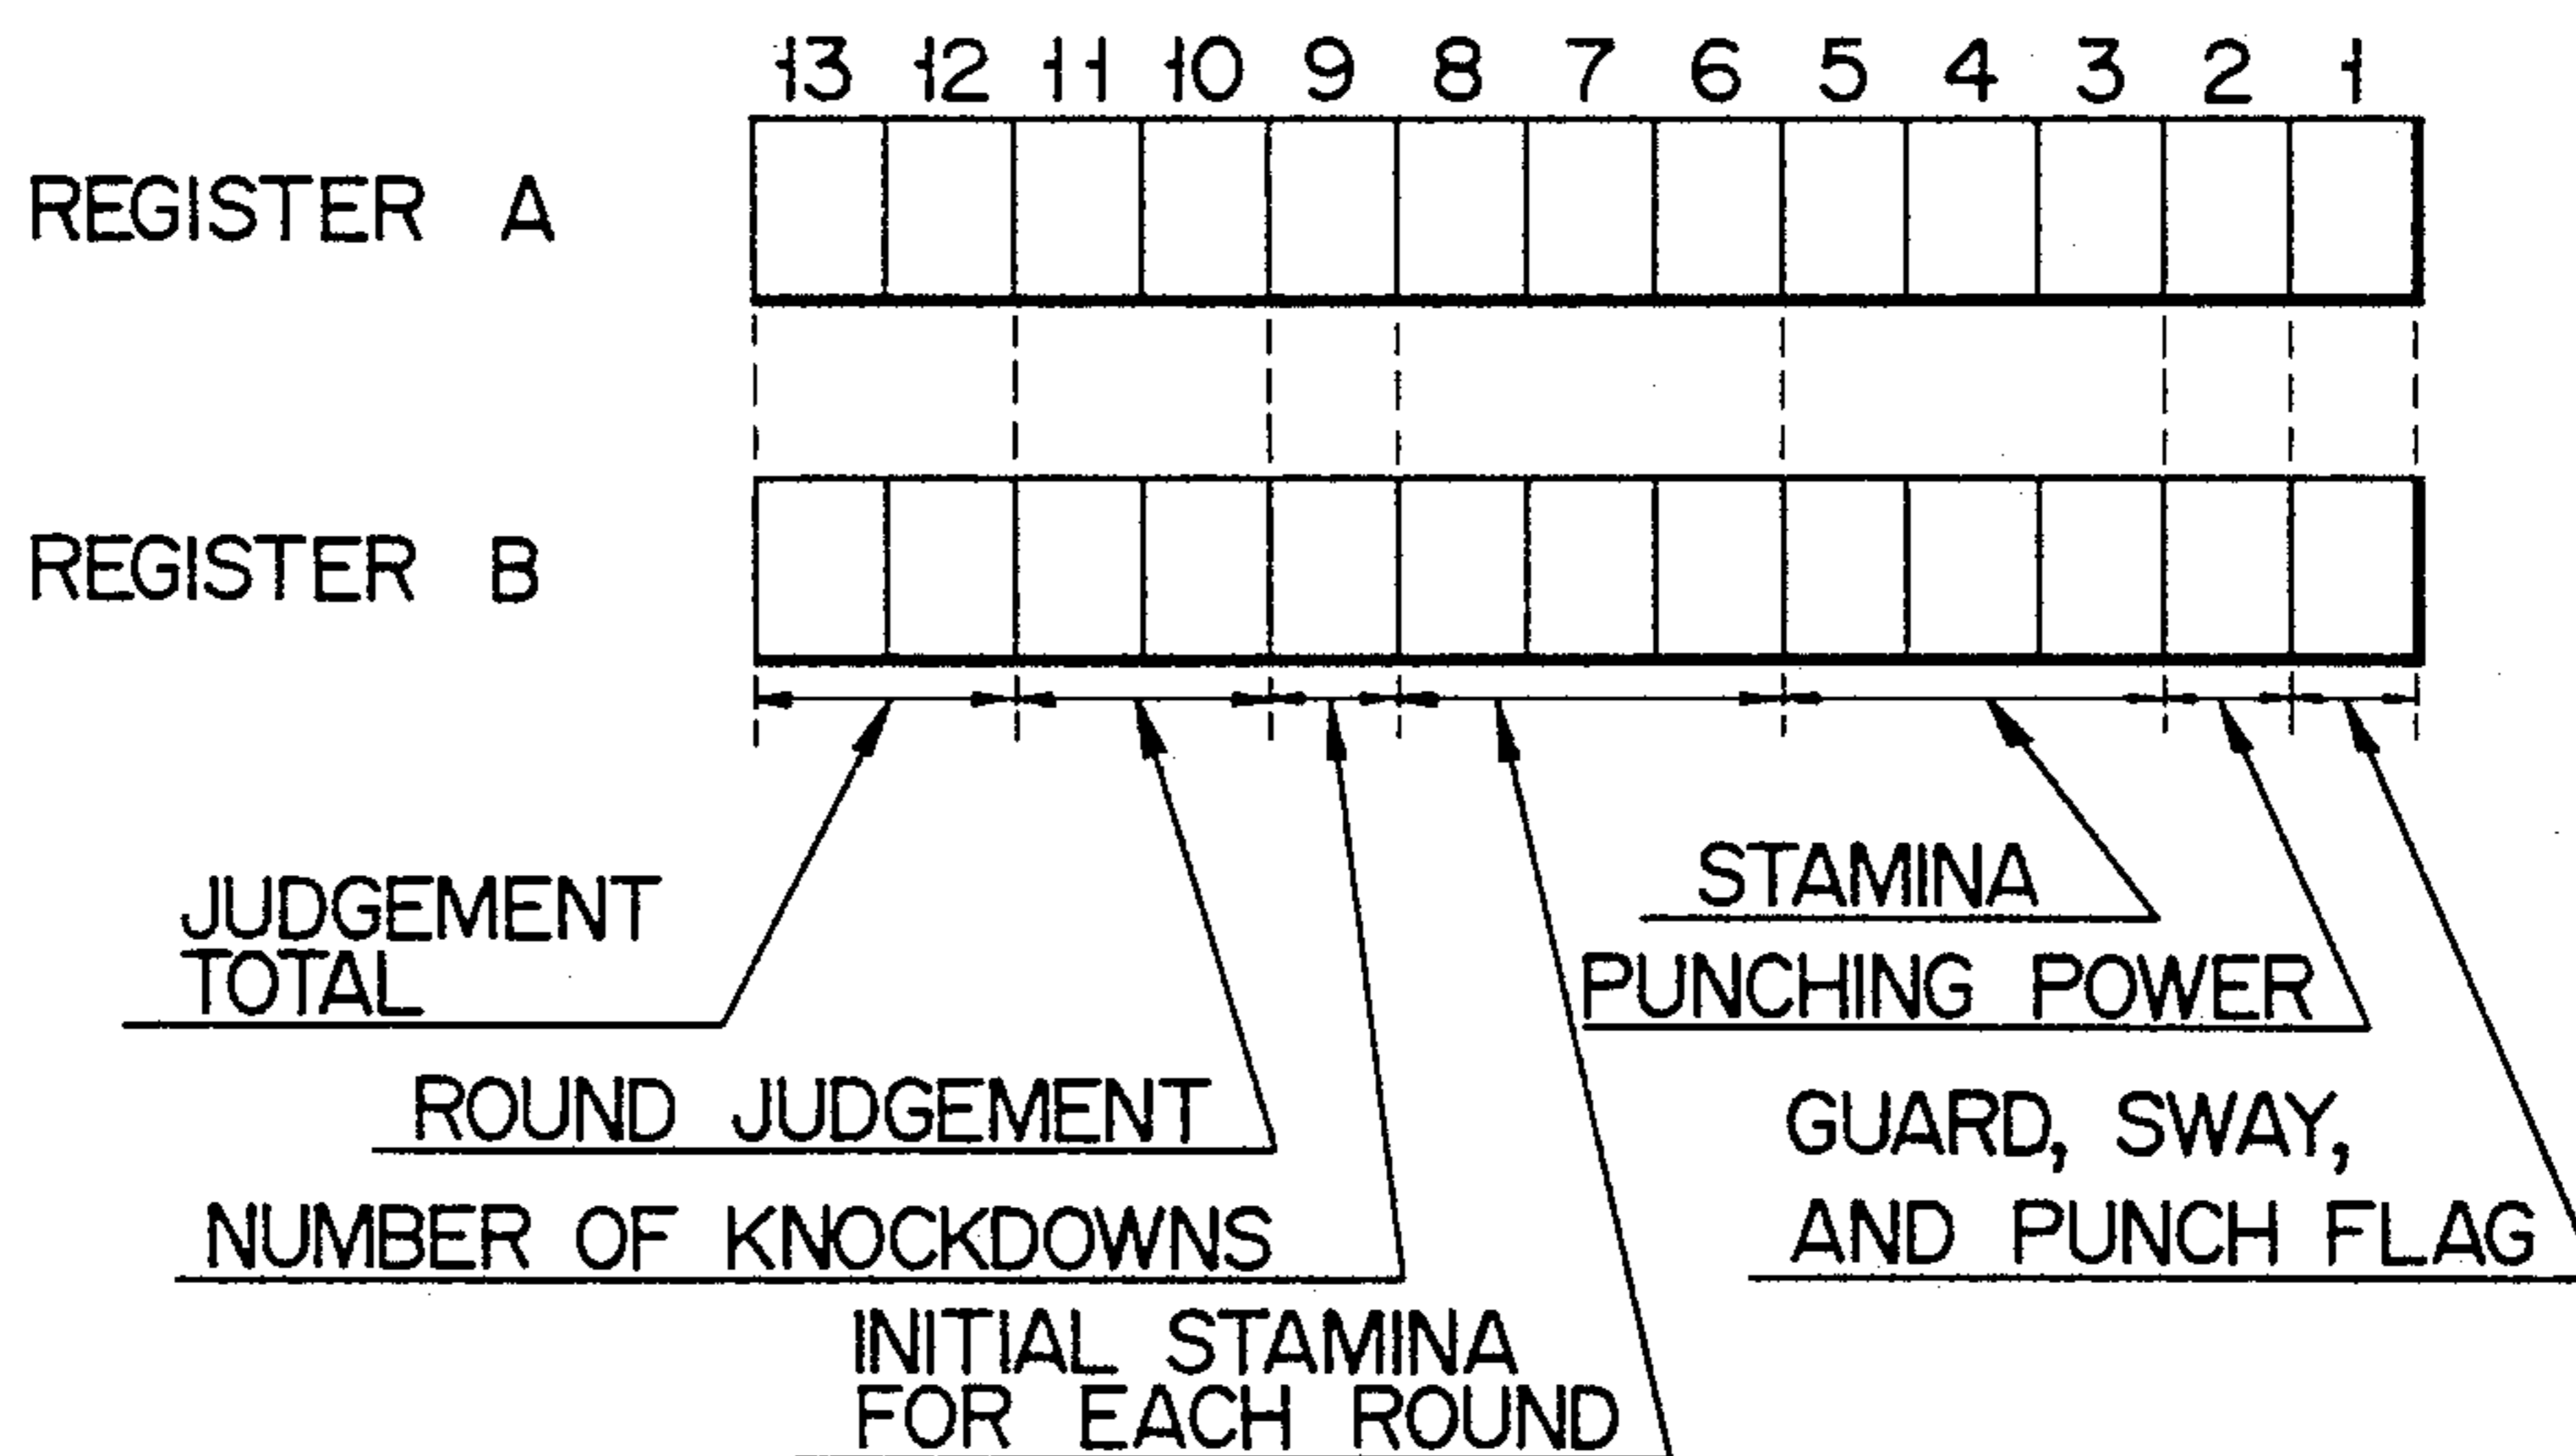 13 12 11 10 9 8 7 6 5 4 3 2 1
REGISTER A
REGISTER B
JUDGEMENT
TOTAL
ROUND JUDGEMENT
NUMBER OF KNOCKDOWNS
INITIAL STAMINA
FOR EACH ROUND
STAMINA
PUNCHING POWER
GUARD, SWAY,
AND PUNCH FLAG